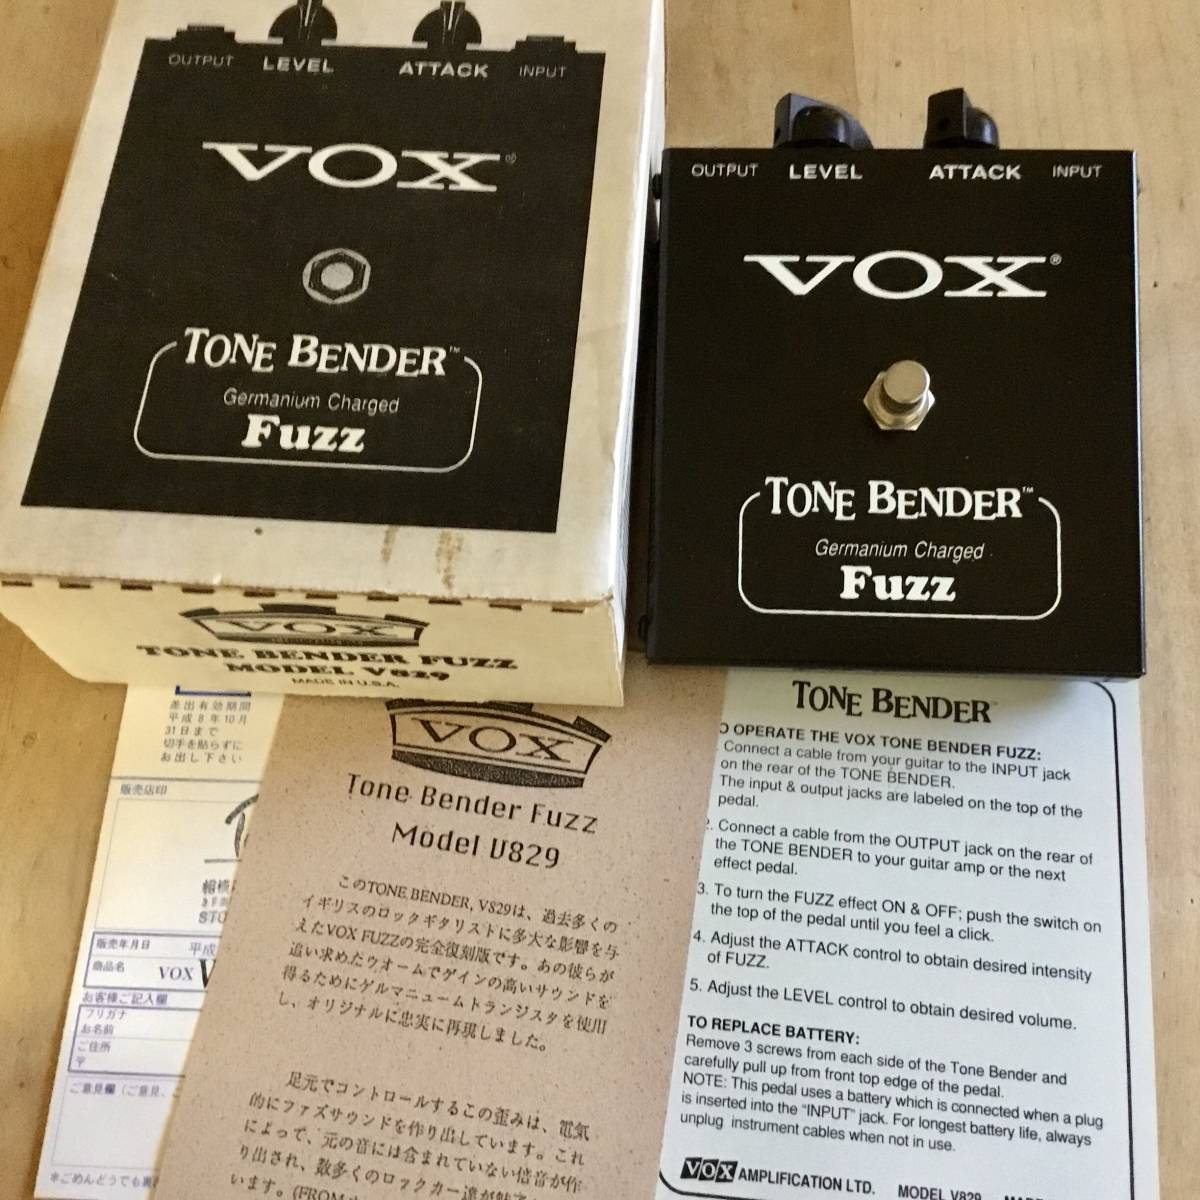 OUTPUT LEVEL ATTACK INPUT
VOX®
TONE BENDER™
Germanium Charged
Fuzz
VOX
TONE BENDER FUZZ
MODEL V829
MADE IN U.S.A.
OUTPUT LEVEL ATTACK INPUT
VOX®
TONE BENDER™
Germanium Charged
Fuzz
差出有効期間
平成8年10月
31日まで
切手を貼らずに
お出し下さい
販売店印
相模
STO
販売年月日 平成
商品名 VOX V
お客様ご記入欄
フリガナ
お名前
ご住所
〒
ご意見欄(ご意見、
※ごめんどうでも裏
VOX
Tone Bender Fuzz
Model V829
このTONE BENDER, V829は、過去多くの
イギリスのロックギタリストに多大な影響を与
えたVOX FUZZの完全復刻版です。あの彼らが
追い求めたウオームでゲインの高いサウンドを
得るためにゲルマニュームトランジスタを使用
し、オリジナルに忠実に再現しました。
足元でコントロールするこの歪みは、電気
的にファズサウンドを作り出しています。これ
によって、元の音には含まれていない倍音が作
り出され、数多くのロックカー達が
います。(FROM
TONE BENDER™
O OPERATE THE VOX TONE BENDER FUZZ:
Connect a cable from your guitar to the INPUT jack
on the rear of the TONE BENDER.
The input & output jacks are labeled on the top of the
pedal.
2. Connect a cable from the OUTPUT jack on the rear of
the TONE BENDER to your guitar amp or the next
effect pedal.
3. To turn the FUZZ effect ON & OFF; push the switch on
the top of the pedal until you feel a click.
4. Adjust the ATTACK control to obtain desired intensity
of FUZZ.
5. Adjust the LEVEL control to obtain desired volume.
TO REPLACE BATTERY:
Remove 3 screws from each side of the Tone Bender and
carefully pull up from front top edge of the pedal.
NOTE: This pedal uses a battery which is connected when a plug
is inserted into the "INPUT" jack. For longest battery life, always
unplug instrument cables when not in use.
VOX AMPLIFICATION LTD. MODEL V829